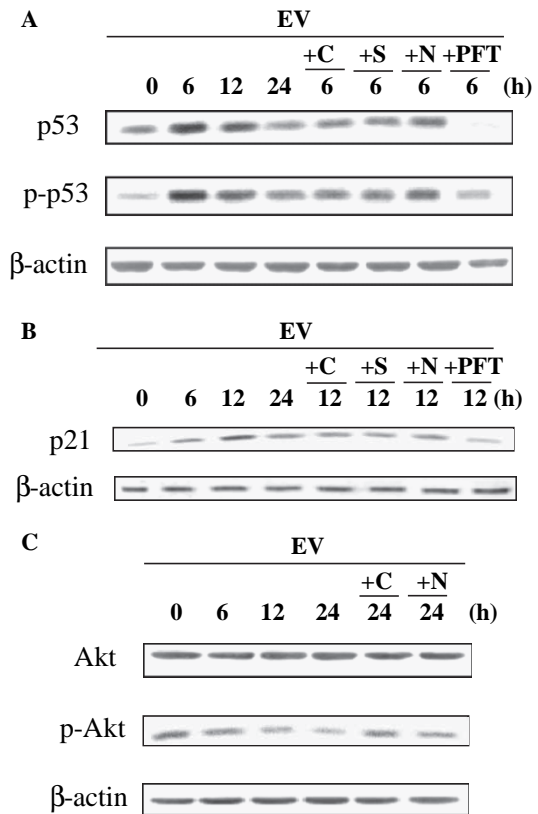 A
EV
+C +S +N +PFT
0 6 12 24 6 6 6 6 (h)
p53
p-p53
β-actin
B
EV
+C +S +N +PFT
0 6 12 24 12 12 12 12 (h)
p21
β-actin
C
EV
+C +N
0 6 12 24 24 24 (h)
Akt
p-Akt
β-actin